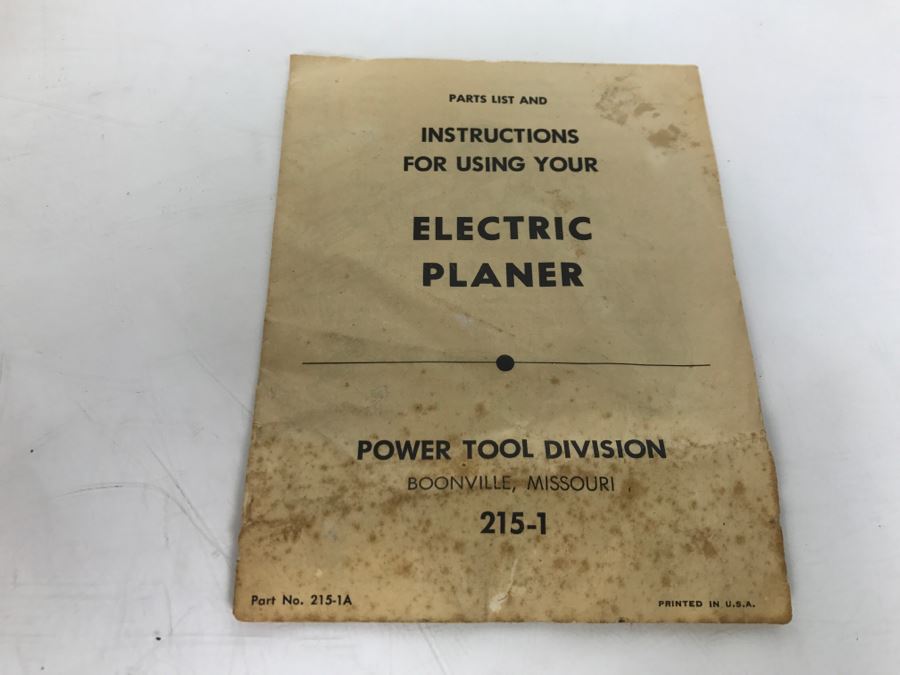 PARTS LIST AND
INSTRUCTIONS
FOR USING YOUR
ELECTRIC
PLANER
POWER TOOL DIVISION
BOONVILLE, MISSOURI
215-1
Part No. 215-1A
PRINTED IN U.S.A.